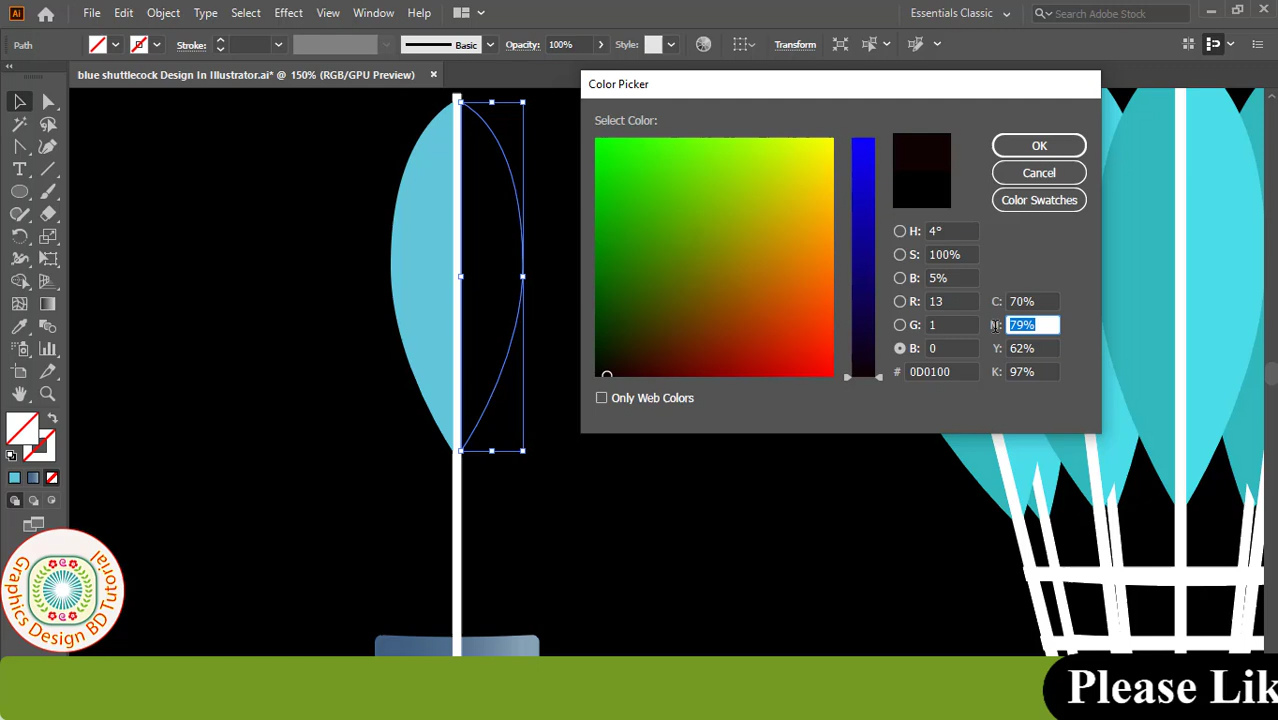 Ai File Edit Object Type Select Effect View Window Help Essentials Classic Search Adobe Stock
Path Stroke: Basic Opacity: 100% Style: Transform
blue shuttlecock Design In Illustrator.ai* @ 150% (RGB/GPU Preview)
Color Picker
Select Color:
OK
Cancel
Color Swatches
H: 4°
S: 100%
B: 5%
R: 13 C: 70%
G: 1 M: 79%
B: 0 Y: 62%
# 0D0100 K: 97%
Only Web Colors
Graphics Design BD Tutorial
Please Lik